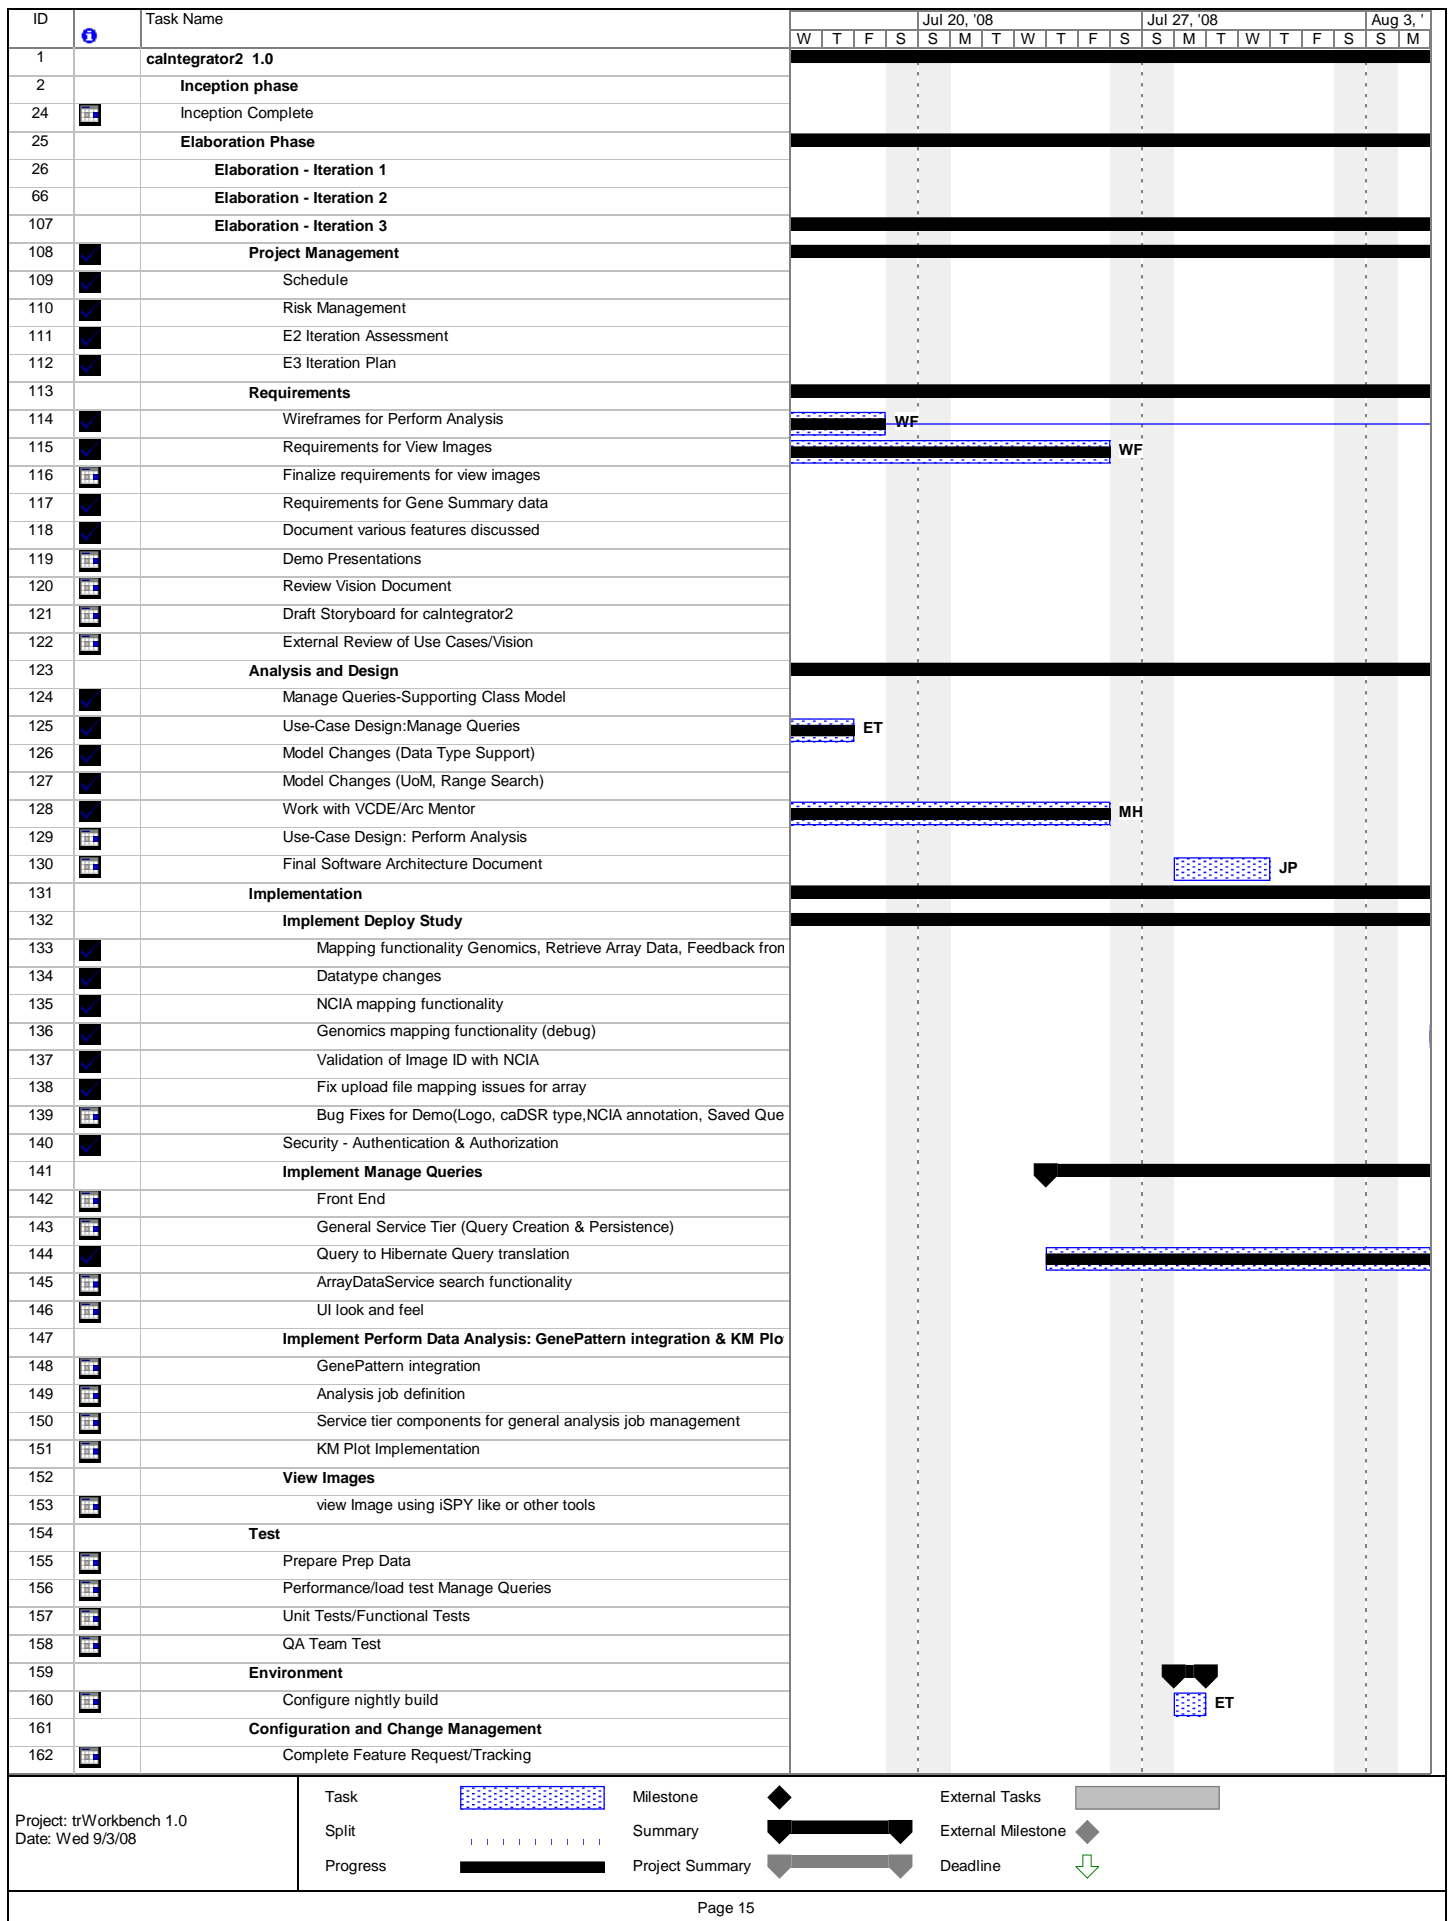 ID Task Name Jul 20, '08 Jul 27, '08 Aug 3, '
W T F S S M T W T F S S M T W T F S S M
1 caIntegrator2 1.0
2 Inception phase
24 Inception Complete
25 Elaboration Phase
26 Elaboration - Iteration 1
66 Elaboration - Iteration 2
107 Elaboration - Iteration 3
108 Project Management
109 Schedule
110 Risk Management
111 E2 Iteration Assessment
112 E3 Iteration Plan
113 Requirements
114 Wireframes for Perform Analysis WF
115 Requirements for View Images WF
116 Finalize requirements for view images
117 Requirements for Gene Summary data
118 Document various features discussed
119 Demo Presentations
120 Review Vision Document
121 Draft Storyboard for caIntegrator2
122 External Review of Use Cases/Vision
123 Analysis and Design
124 Manage Queries-Supporting Class Model
125 Use-Case Design:Manage Queries ET
126 Model Changes (Data Type Support)
127 Model Changes (UoM, Range Search)
128 Work with VCDE/Arc Mentor MH
129 Use-Case Design: Perform Analysis
130 Final Software Architecture Document JP
131 Implementation
132 Implement Deploy Study
133 Mapping functionality Genomics, Retrieve Array Data, Feedback from
134 Datatype changes
135 NCIA mapping functionality
136 Genomics mapping functionality (debug)
137 Validation of Image ID with NCIA
138 Fix upload file mapping issues for array
139 Bug Fixes for Demo(Logo, caDSR type,NCIA annotation, Saved Que
140 Security - Authentication & Authorization
141 Implement Manage Queries
142 Front End
143 General Service Tier (Query Creation & Persistence)
144 Query to Hibernate Query translation
145 ArrayDataService search functionality
146 UI look and feel
147 Implement Perform Data Analysis: GenePattern integration & KM Plo
148 GenePattern integration
149 Analysis job definition
150 Service tier components for general analysis job management
151 KM Plot Implementation
152 View Images
153 view Image using iSPY like or other tools
154 Test
155 Prepare Prep Data
156 Performance/load test Manage Queries
157 Unit Tests/Functional Tests
158 QA Team Test
159 Environment
160 Configure nightly build ET
161 Configuration and Change Management
162 Complete Feature Request/Tracking
Project: trWorkbench 1.0
Date: Wed 9/3/08
Task Milestone External Tasks
Split Summary External Milestone
Progress Project Summary Deadline
Page 15